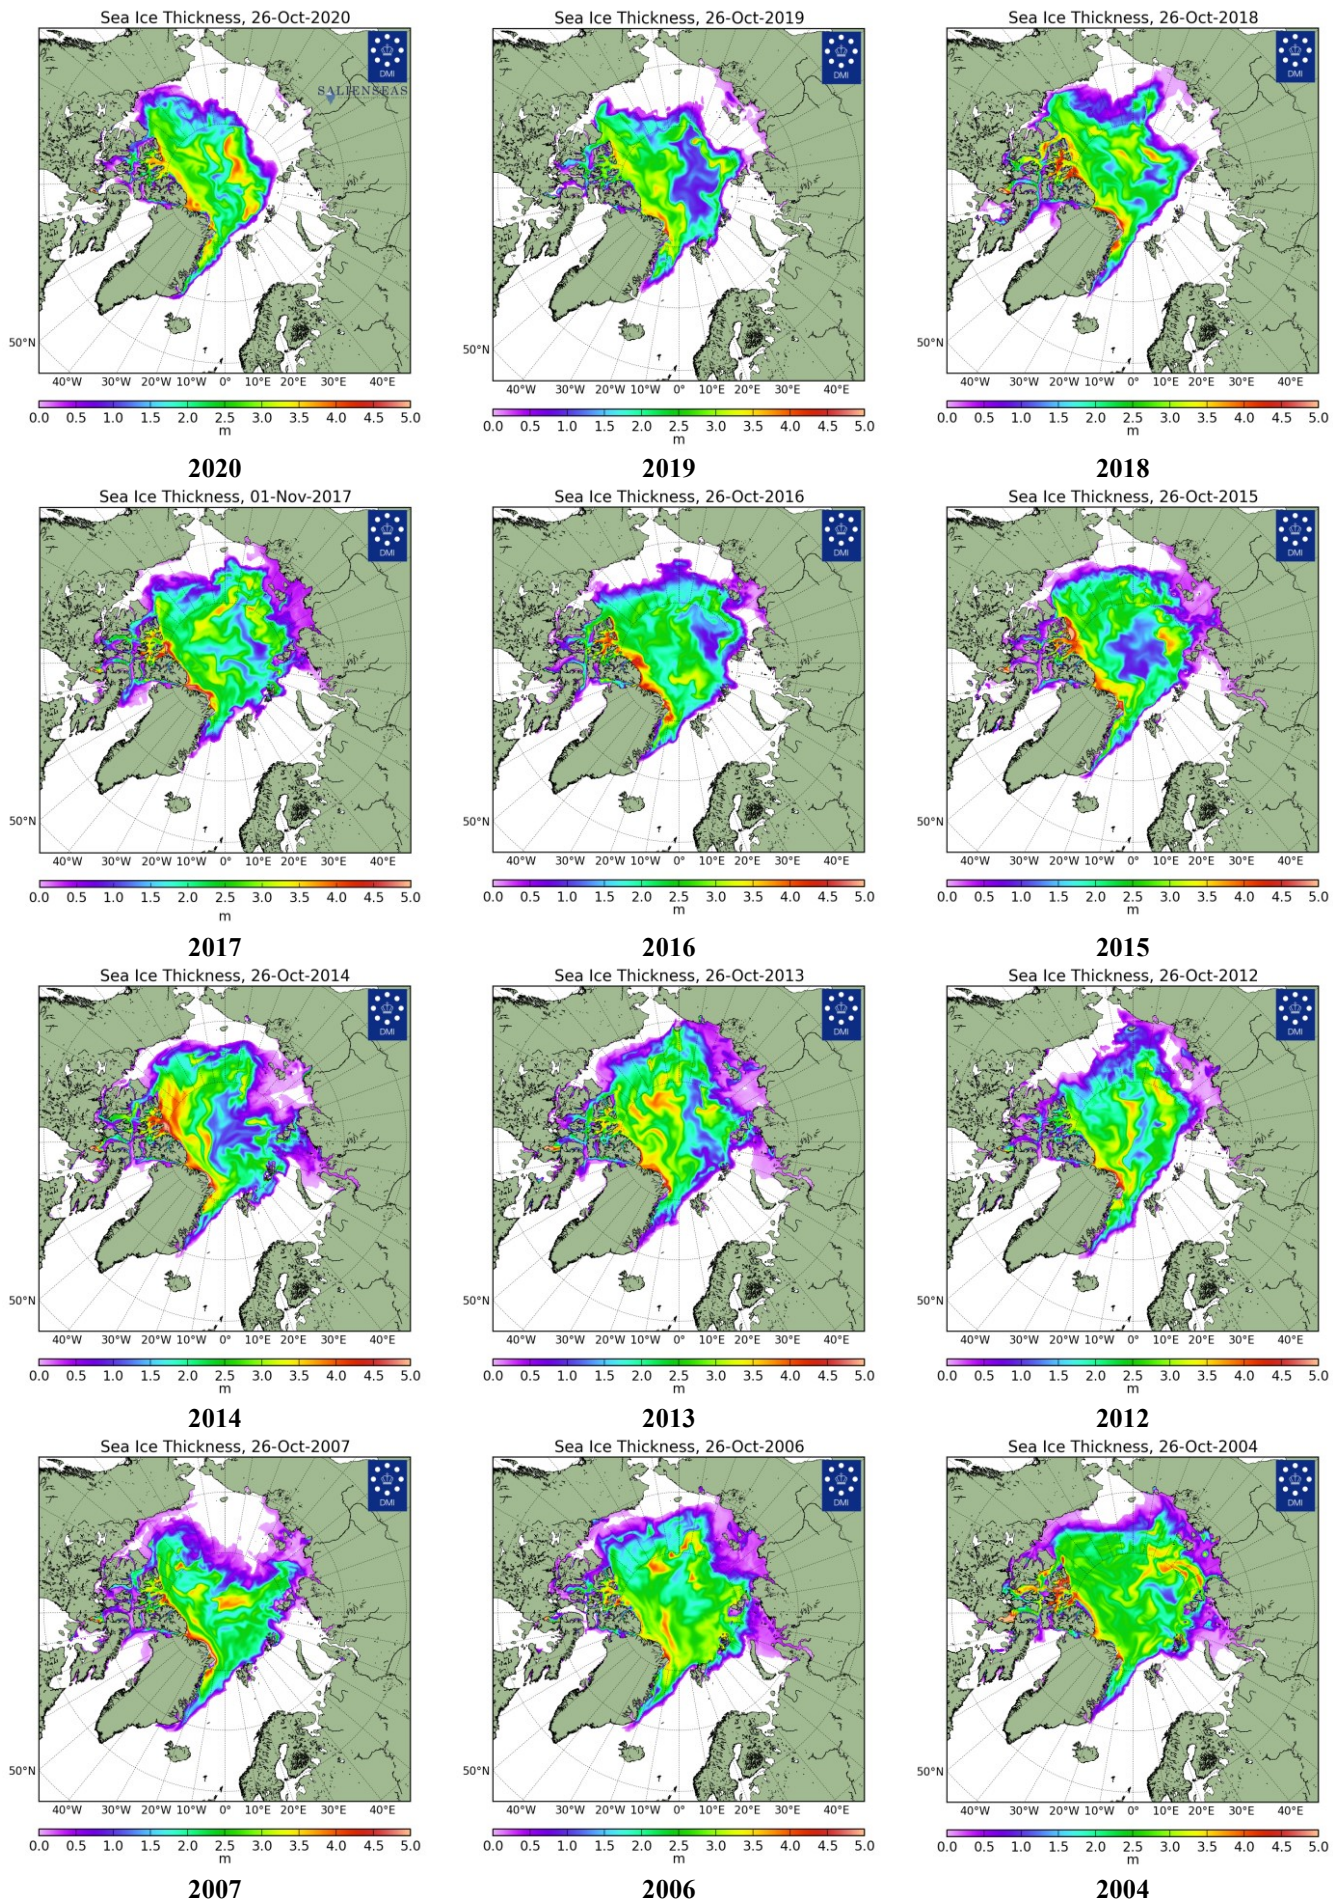 Sea Ice Thickness, 26-Oct-2020
DMI
SALIENSEAS
50°N
40°W 30°W 20°W 10°W 0° 10°E 20°E 30°E 40°E
0.0 0.5 1.0 1.5 2.0 2.5 3.0 3.5 4.0 4.5 5.0
m
2020
Sea Ice Thickness, 26-Oct-2019
DMI
50°N
40°W 30°W 20°W 10°W 0° 10°E 20°E 30°E 40°E
0.0 0.5 1.0 1.5 2.0 2.5 3.0 3.5 4.0 4.5 5.0
m
2019
Sea Ice Thickness, 26-Oct-2018
DMI
50°N
40°W 30°W 20°W 10°W 0° 10°E 20°E 30°E 40°E
0.0 0.5 1.0 1.5 2.0 2.5 3.0 3.5 4.0 4.5 5.0
m
2018
Sea Ice Thickness, 01-Nov-2017
DMI
50°N
40°W 30°W 20°W 10°W 0° 10°E 20°E 30°E 40°E
0.0 0.5 1.0 1.5 2.0 2.5 3.0 3.5 4.0 4.5 5.0
m
2017
Sea Ice Thickness, 26-Oct-2016
DMI
50°N
40°W 30°W 20°W 10°W 0° 10°E 20°E 30°E 40°E
0.0 0.5 1.0 1.5 2.0 2.5 3.0 3.5 4.0 4.5 5.0
m
2016
Sea Ice Thickness, 26-Oct-2015
DMI
50°N
40°W 30°W 20°W 10°W 0° 10°E 20°E 30°E 40°E
0.0 0.5 1.0 1.5 2.0 2.5 3.0 3.5 4.0 4.5 5.0
m
2015
Sea Ice Thickness, 26-Oct-2014
DMI
50°N
40°W 30°W 20°W 10°W 0° 10°E 20°E 30°E 40°E
0.0 0.5 1.0 1.5 2.0 2.5 3.0 3.5 4.0 4.5 5.0
m
2014
Sea Ice Thickness, 26-Oct-2013
DMI
50°N
40°W 30°W 20°W 10°W 0° 10°E 20°E 30°E 40°E
0.0 0.5 1.0 1.5 2.0 2.5 3.0 3.5 4.0 4.5 5.0
m
2013
Sea Ice Thickness, 26-Oct-2012
DMI
50°N
40°W 30°W 20°W 10°W 0° 10°E 20°E 30°E 40°E
0.0 0.5 1.0 1.5 2.0 2.5 3.0 3.5 4.0 4.5 5.0
m
2012
Sea Ice Thickness, 26-Oct-2007
DMI
50°N
40°W 30°W 20°W 10°W 0° 10°E 20°E 30°E 40°E
0.0 0.5 1.0 1.5 2.0 2.5 3.0 3.5 4.0 4.5 5.0
m
2007
Sea Ice Thickness, 26-Oct-2006
DMI
50°N
40°W 30°W 20°W 10°W 0° 10°E 20°E 30°E 40°E
0.0 0.5 1.0 1.5 2.0 2.5 3.0 3.5 4.0 4.5 5.0
m
2006
Sea Ice Thickness, 26-Oct-2004
DMI
50°N
40°W 30°W 20°W 10°W 0° 10°E 20°E 30°E 40°E
0.0 0.5 1.0 1.5 2.0 2.5 3.0 3.5 4.0 4.5 5.0
m
2004